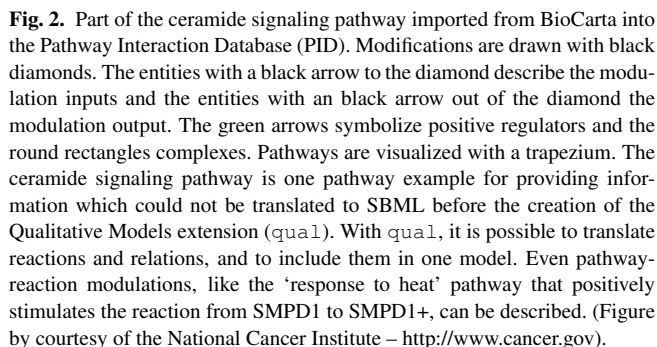 Fig. 2. Part of the ceramide signaling pathway imported from BioCarta into
the Pathway Interaction Database (PID). Modifications are drawn with black
diamonds. The entities with a black arrow to the diamond describe the modu-
lation inputs and the entities with an black arrow out of the diamond the
modulation output. The green arrows symbolize positive regulators and the
round rectangles complexes. Pathways are visualized with a trapezium. The
ceramide signaling pathway is one pathway example for providing infor-
mation which could not be translated to SBML before the creation of the
Qualitative Models extension (qual). With qual, it is possible to translate
reactions and relations, and to include them in one model. Even pathway-
reaction modulations, like the ‘response to heat’ pathway that positively
stimulates the reaction from SMPD1 to SMPD1+, can be described. (Figure
by courtesy of the National Cancer Institute – http://www.cancer.gov).